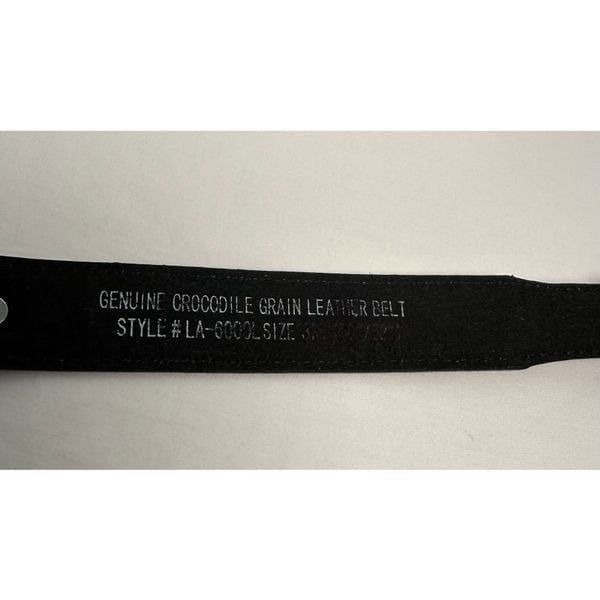 GENUINE CROCODILE GRAIN LEATHER BELT
STYLE # LA-6000L SIZE